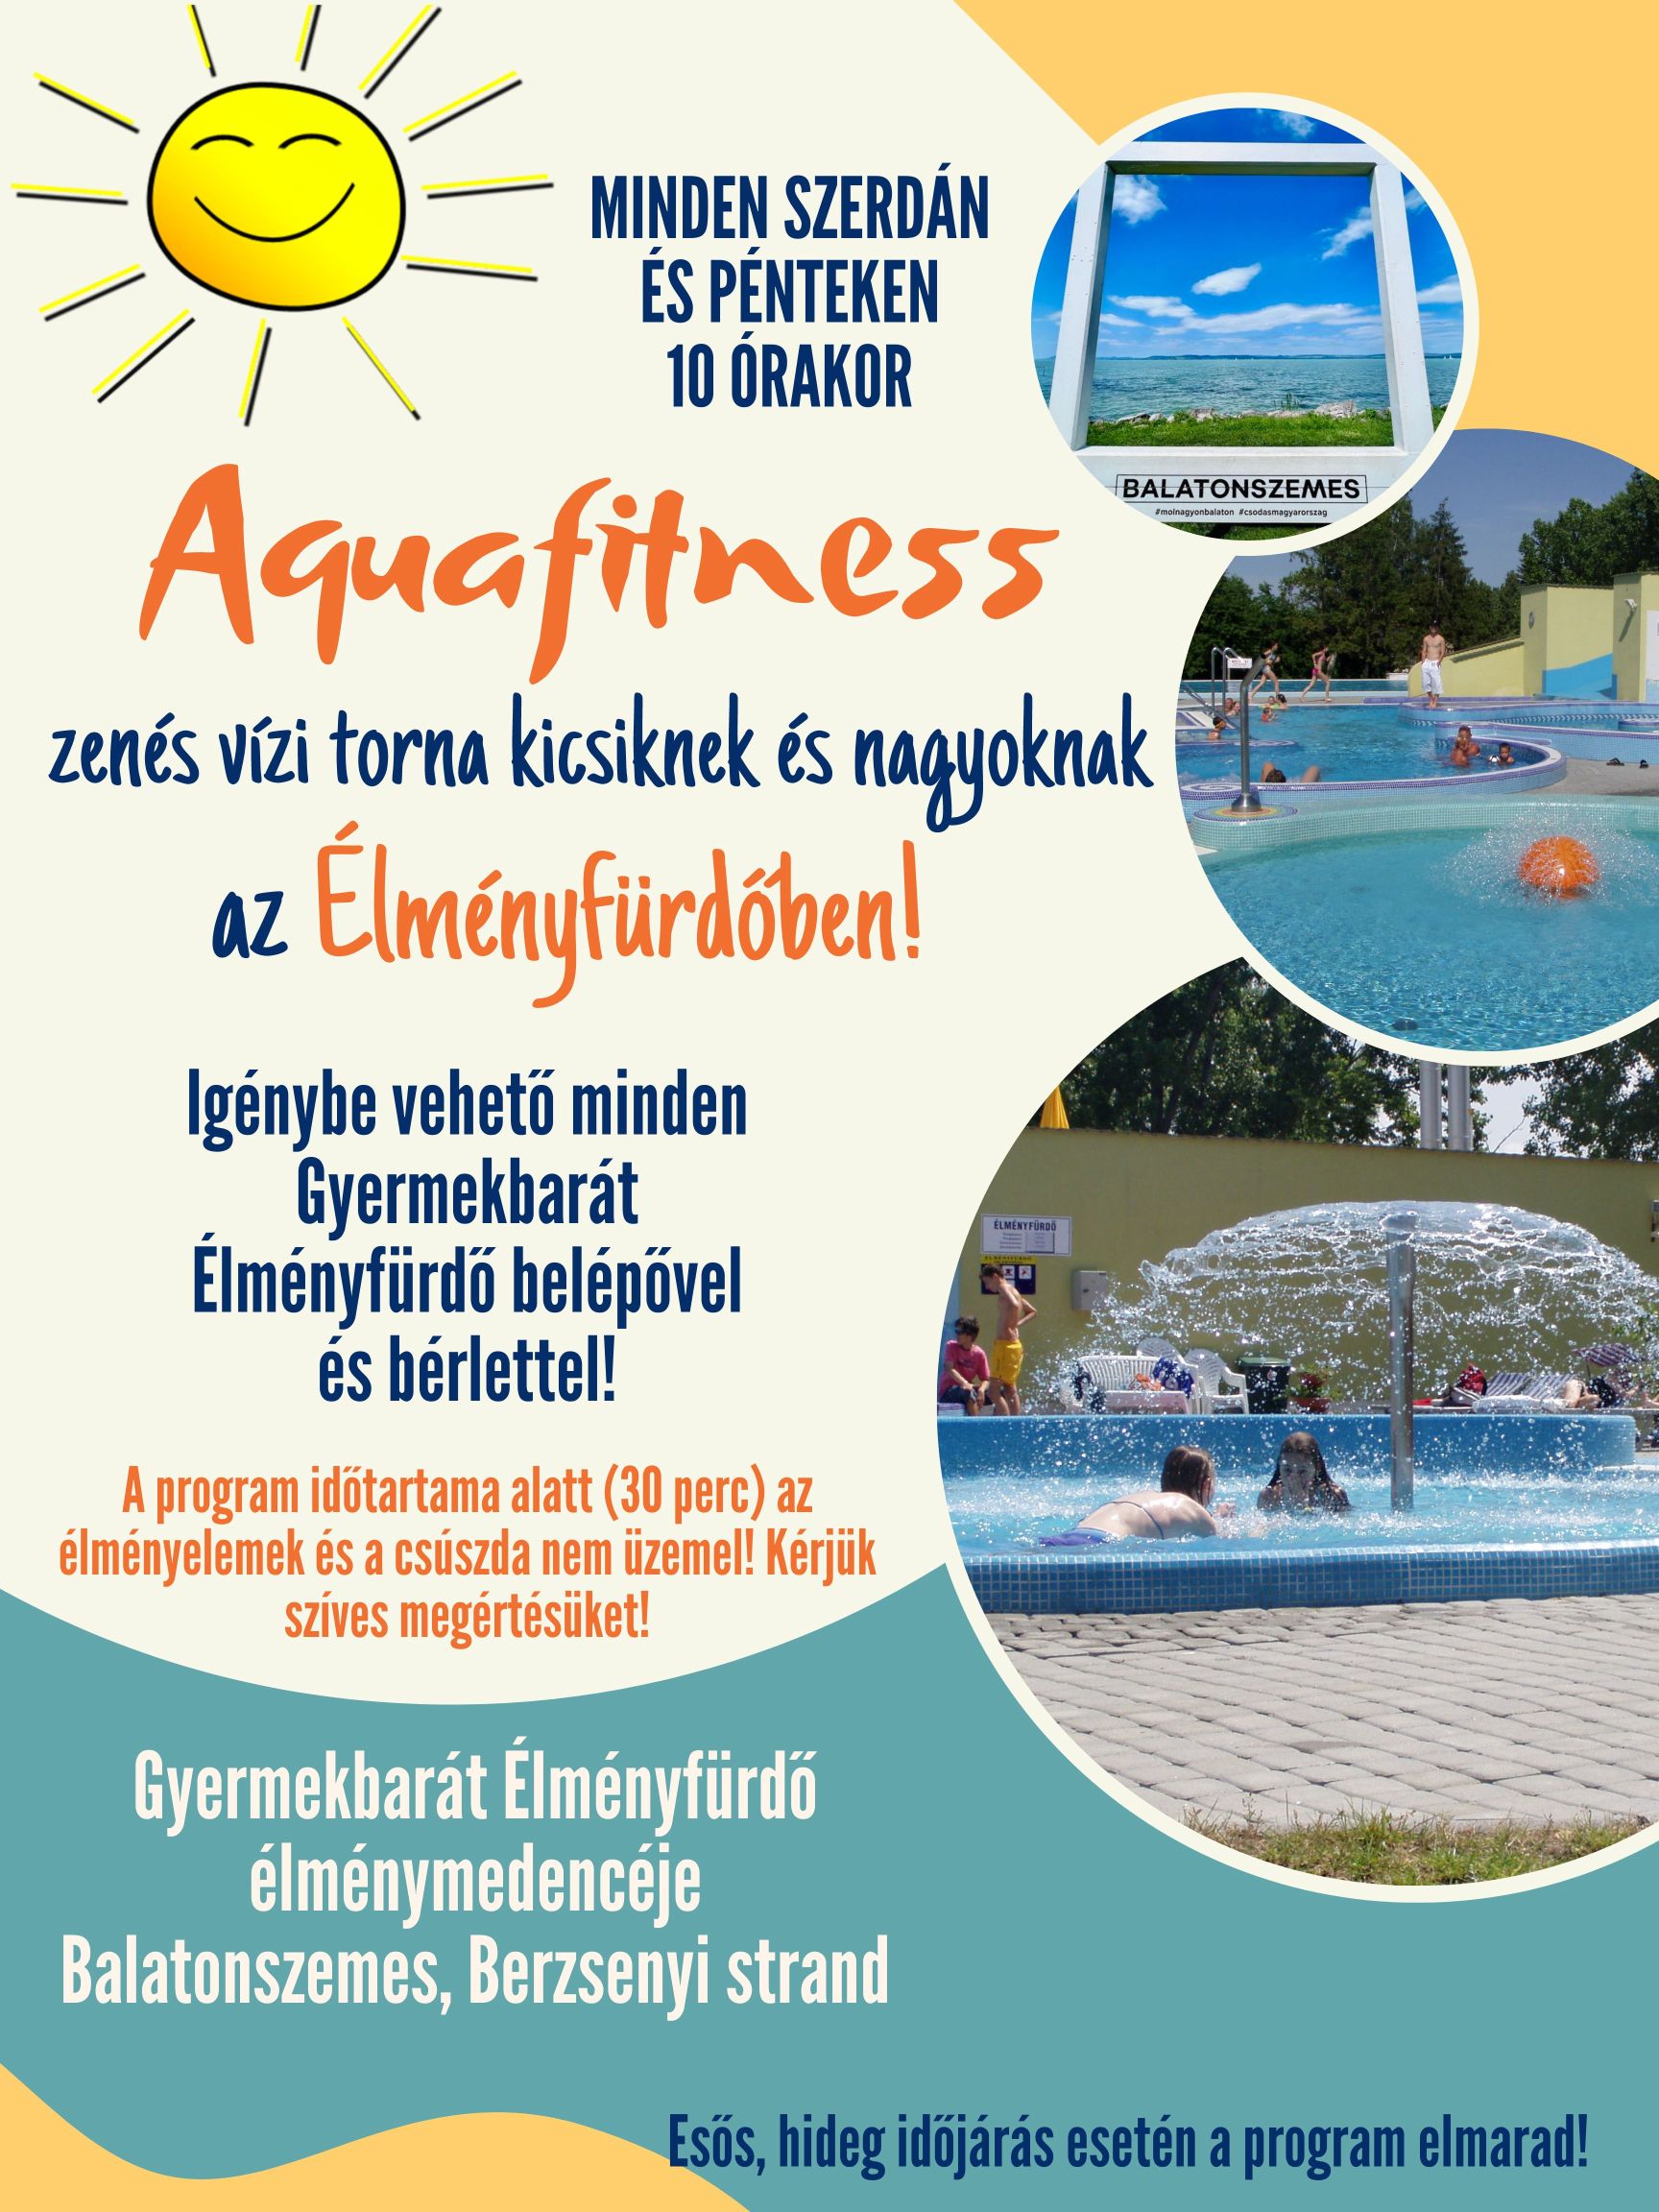 MINDEN SZERDÁN
ÉS PÉNTEKEN
10 ÓRAKOR
BALATONSZEMES
#molnagyonbalaton #csodasmagyarorszag
Aquafitness
zenés vízi torna kicsiknek és nagyoknak
az Élményfürdőben!
Igénybe vehető minden
Gyermekbarát
Élményfürdő belépővel
és bérlettel!
ÉLMÉNYFÜRDŐ
A program időtartama alatt (30 perc) az
élményelemek és a csúszda nem üzemel! Kérjük
szíves megértésüket!
Gyermekbarát Élményfürdő
élménymedencéje
Balatonszemes, Berzsenyi strand
Esős, hideg időjárás esetén a program elmarad!